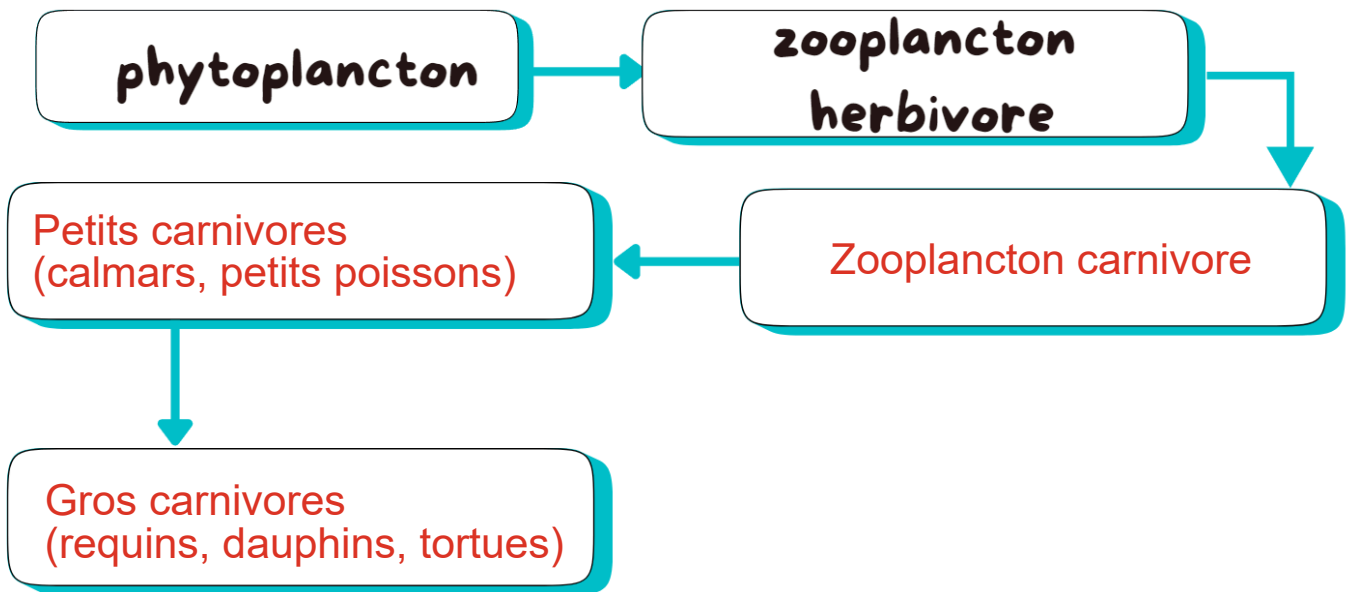 phytoplancton
zooplancton
herbivore
Zooplancton carnivore
Petits carnivores
(calmars, petits poissons)
Gros carnivores
(requins, dauphins, tortues)